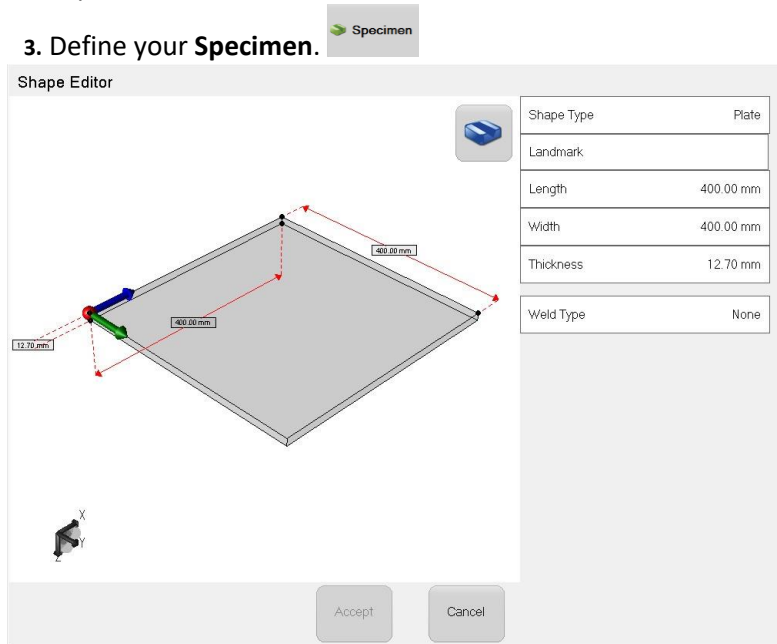 3. Define your Specimen. Specimen
Shape Editor
Shape Type Plate
Landmark
Length 400.00 mm
Width 400.00 mm
Thickness 12.70 mm
Weld Type None
400.00 mm
400.00 mm
12.70 mm
X
Y
Z
Accept Cancel